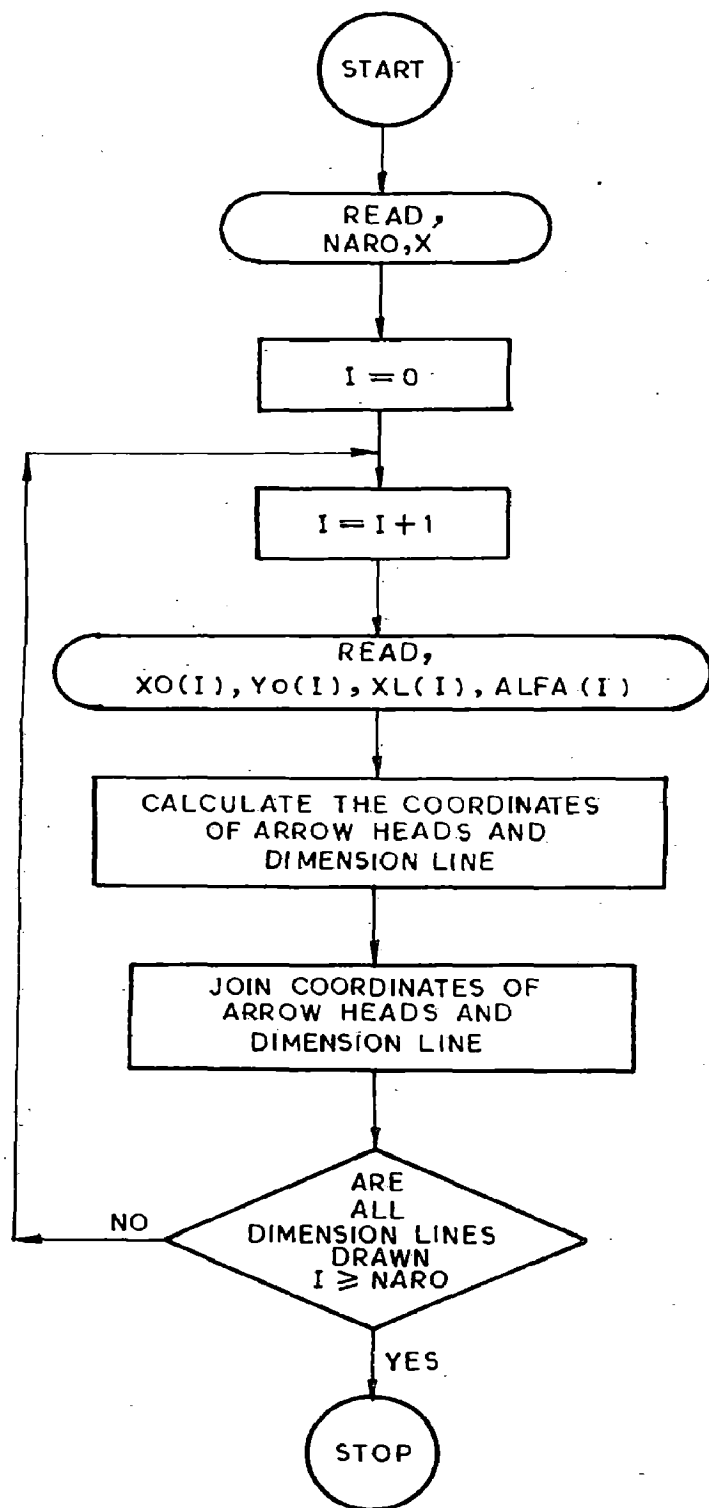 START
READ,
NARO,X
I = 0
I = I + 1
READ,
XO(I), YO(I), XL(I), ALFA(I)
CALCULATE THE COORDINATES
OF ARROW HEADS AND
DIMENSION LINE
JOIN COORDINATES OF
ARROW HEADS AND
DIMENSION LINE
ARE
ALL
DIMENSION LINES
DRAWN
I ⩾ NARO
NO
YES
STOP